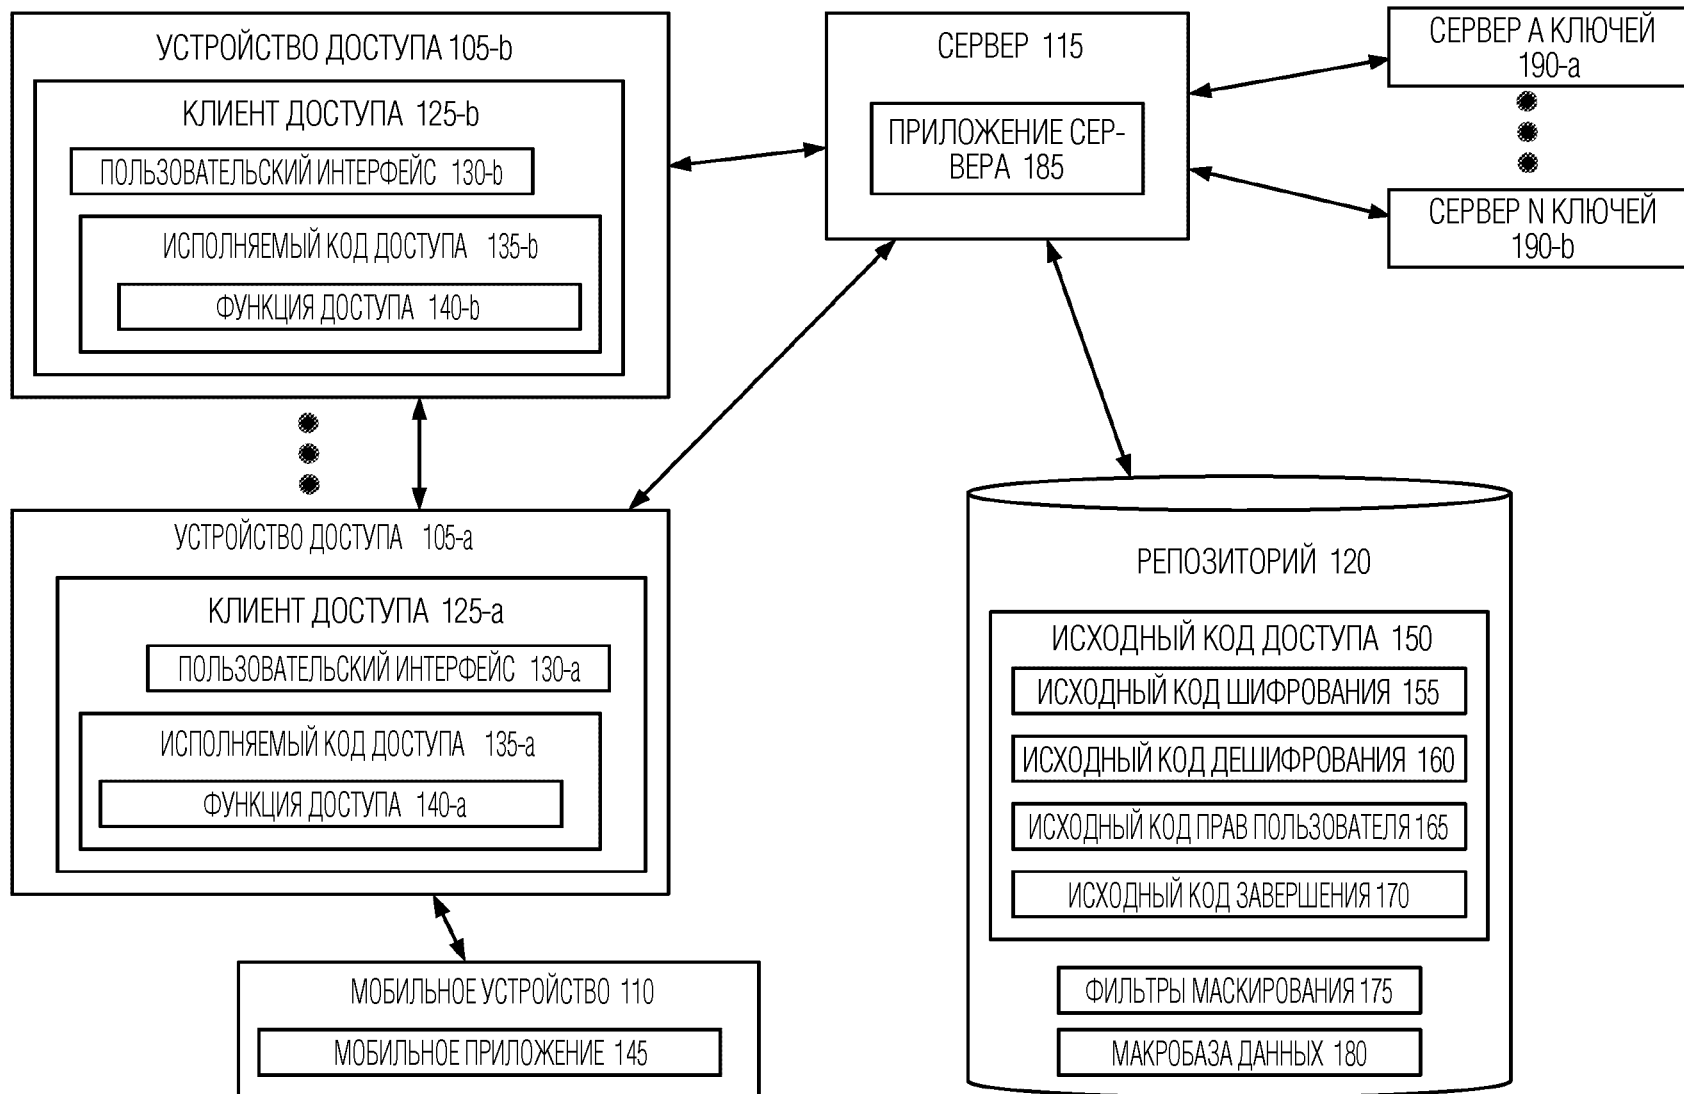 УСТРОЙСТВО ДОСТУПА 105-b
КЛИЕНТ ДОСТУПА 125-b
ПОЛЬЗОВАТЕЛЬСКИЙ ИНТЕРФЕЙС 130-b
ИСПОЛНЯЕМЫЙ КОД ДОСТУПА 135-b
ФУНКЦИЯ ДОСТУПА 140-b
СЕРВЕР 115
ПРИЛОЖЕНИЕ СЕР-
ВЕРА 185
СЕРВЕР A КЛЮЧЕЙ
190-a
СЕРВЕР N КЛЮЧЕЙ
190-b
УСТРОЙСТВО ДОСТУПА 105-a
КЛИЕНТ ДОСТУПА 125-a
ПОЛЬЗОВАТЕЛЬСКИЙ ИНТЕРФЕЙС 130-a
ИСПОЛНЯЕМЫЙ КОД ДОСТУПА 135-a
ФУНКЦИЯ ДОСТУПА 140-a
МОБИЛЬНОЕ УСТРОЙСТВО 110
МОБИЛЬНОЕ ПРИЛОЖЕНИЕ 145
РЕПОЗИТОРИЙ 120
ИСХОДНЫЙ КОД ДОСТУПА 150
ИСХОДНЫЙ КОД ШИФРОВАНИЯ 155
ИСХОДНЫЙ КОД ДЕШИФРОВАНИЯ 160
ИСХОДНЫЙ КОД ПРАВ ПОЛЬЗОВАТЕЛЯ 165
ИСХОДНЫЙ КОД ЗАВЕРШЕНИЯ 170
ФИЛЬТРЫ МАСКИРОВАНИЯ 175
МАКРОБАЗА ДАННЫХ 180